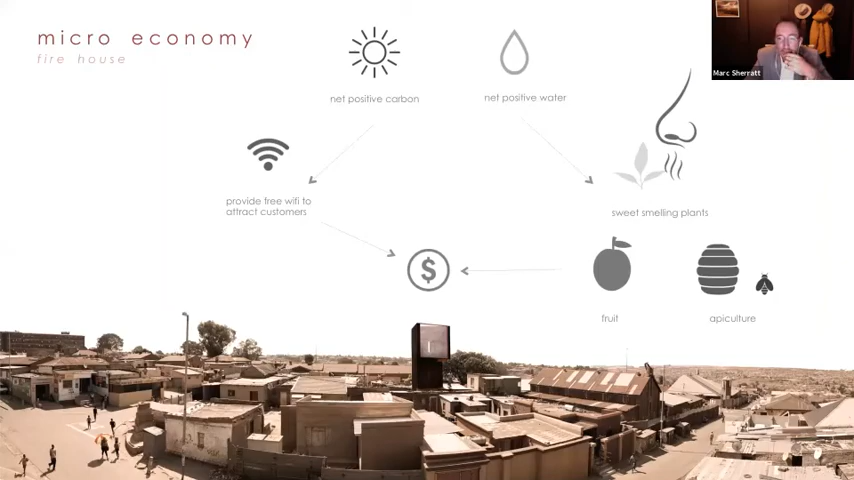 micro economy
fire house
net positive carbon
net positive water
Marc Sherratt
provide free wifi to
attract customers
sweet smelling plants
$
fruit
apiculture